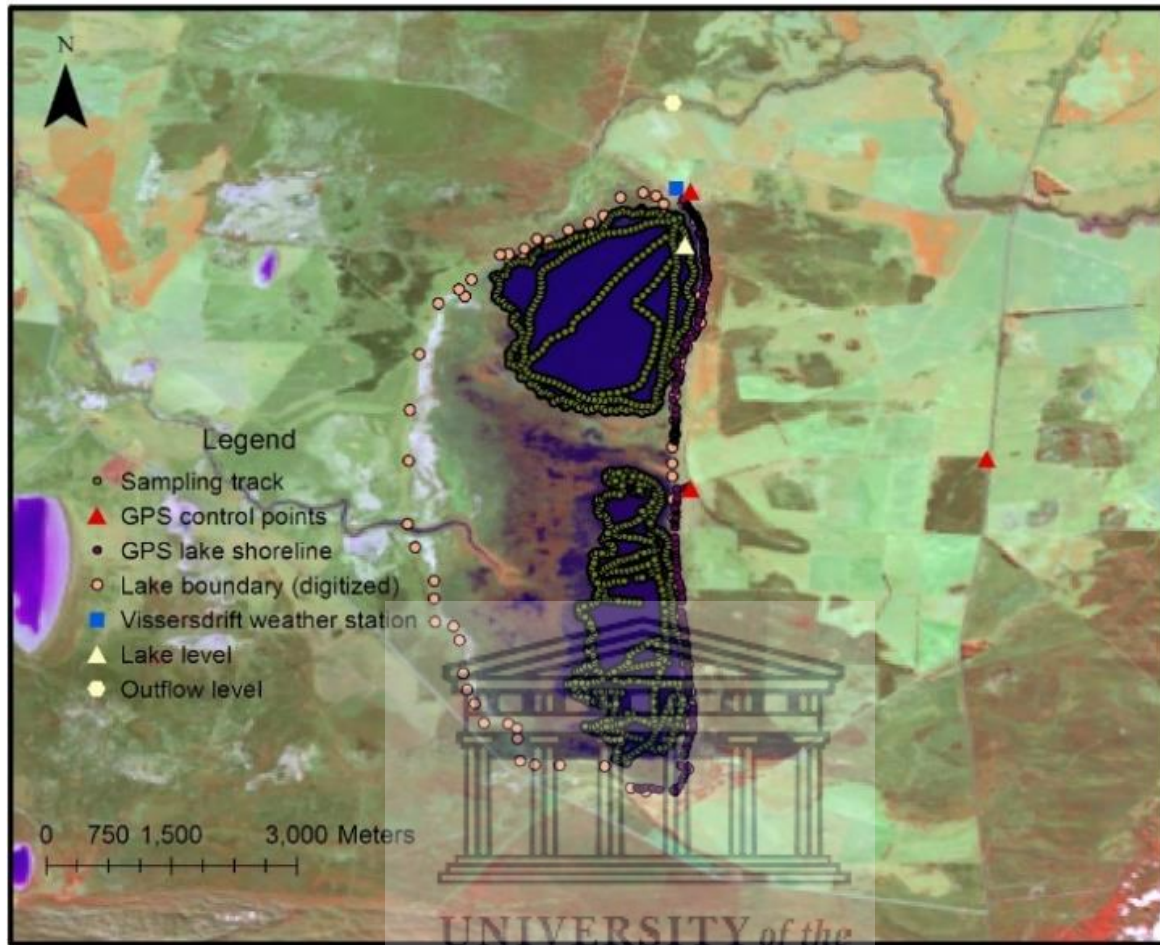 N
Legend
Sampling track
GPS control points
GPS lake shoreline
Lake boundary (digitized)
Vissersdrift weather station
Lake level
Outflow level
0 750 1,500 3,000 Meters
UNIVERSITY of the